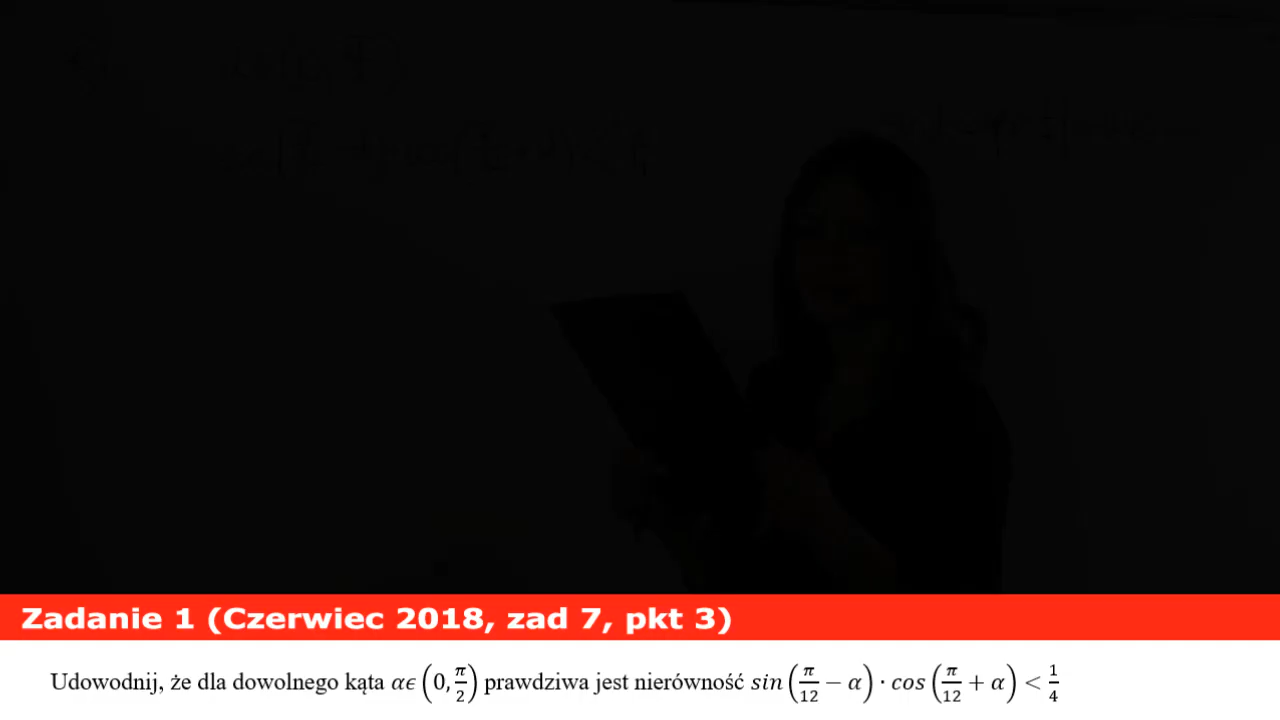 Zadanie 1 (Czerwiec 2018, zad 7, pkt 3)
Udowodnij, że dla dowolnego kąta 𝛼𝜖(0, π/2) prawdziwa jest nierówność sin(π/12 − α) · cos(π/12 + α) < 1/4